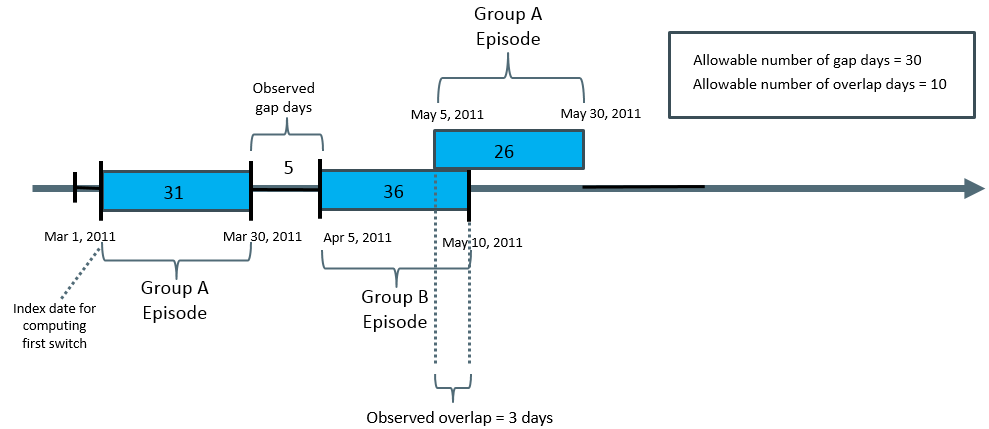 Group A
Episode
Allowable number of gap days = 30
Allowable number of overlap days = 10
Observed
gap days
May 5, 2011
May 30, 2011
26
5
31
36
Mar 1, 2011
Mar 30, 2011
Apr 5, 2011
May 10, 2011
Group A
Episode
Group B
Episode
Index date for
computing
first switch
Observed overlap = 3 days